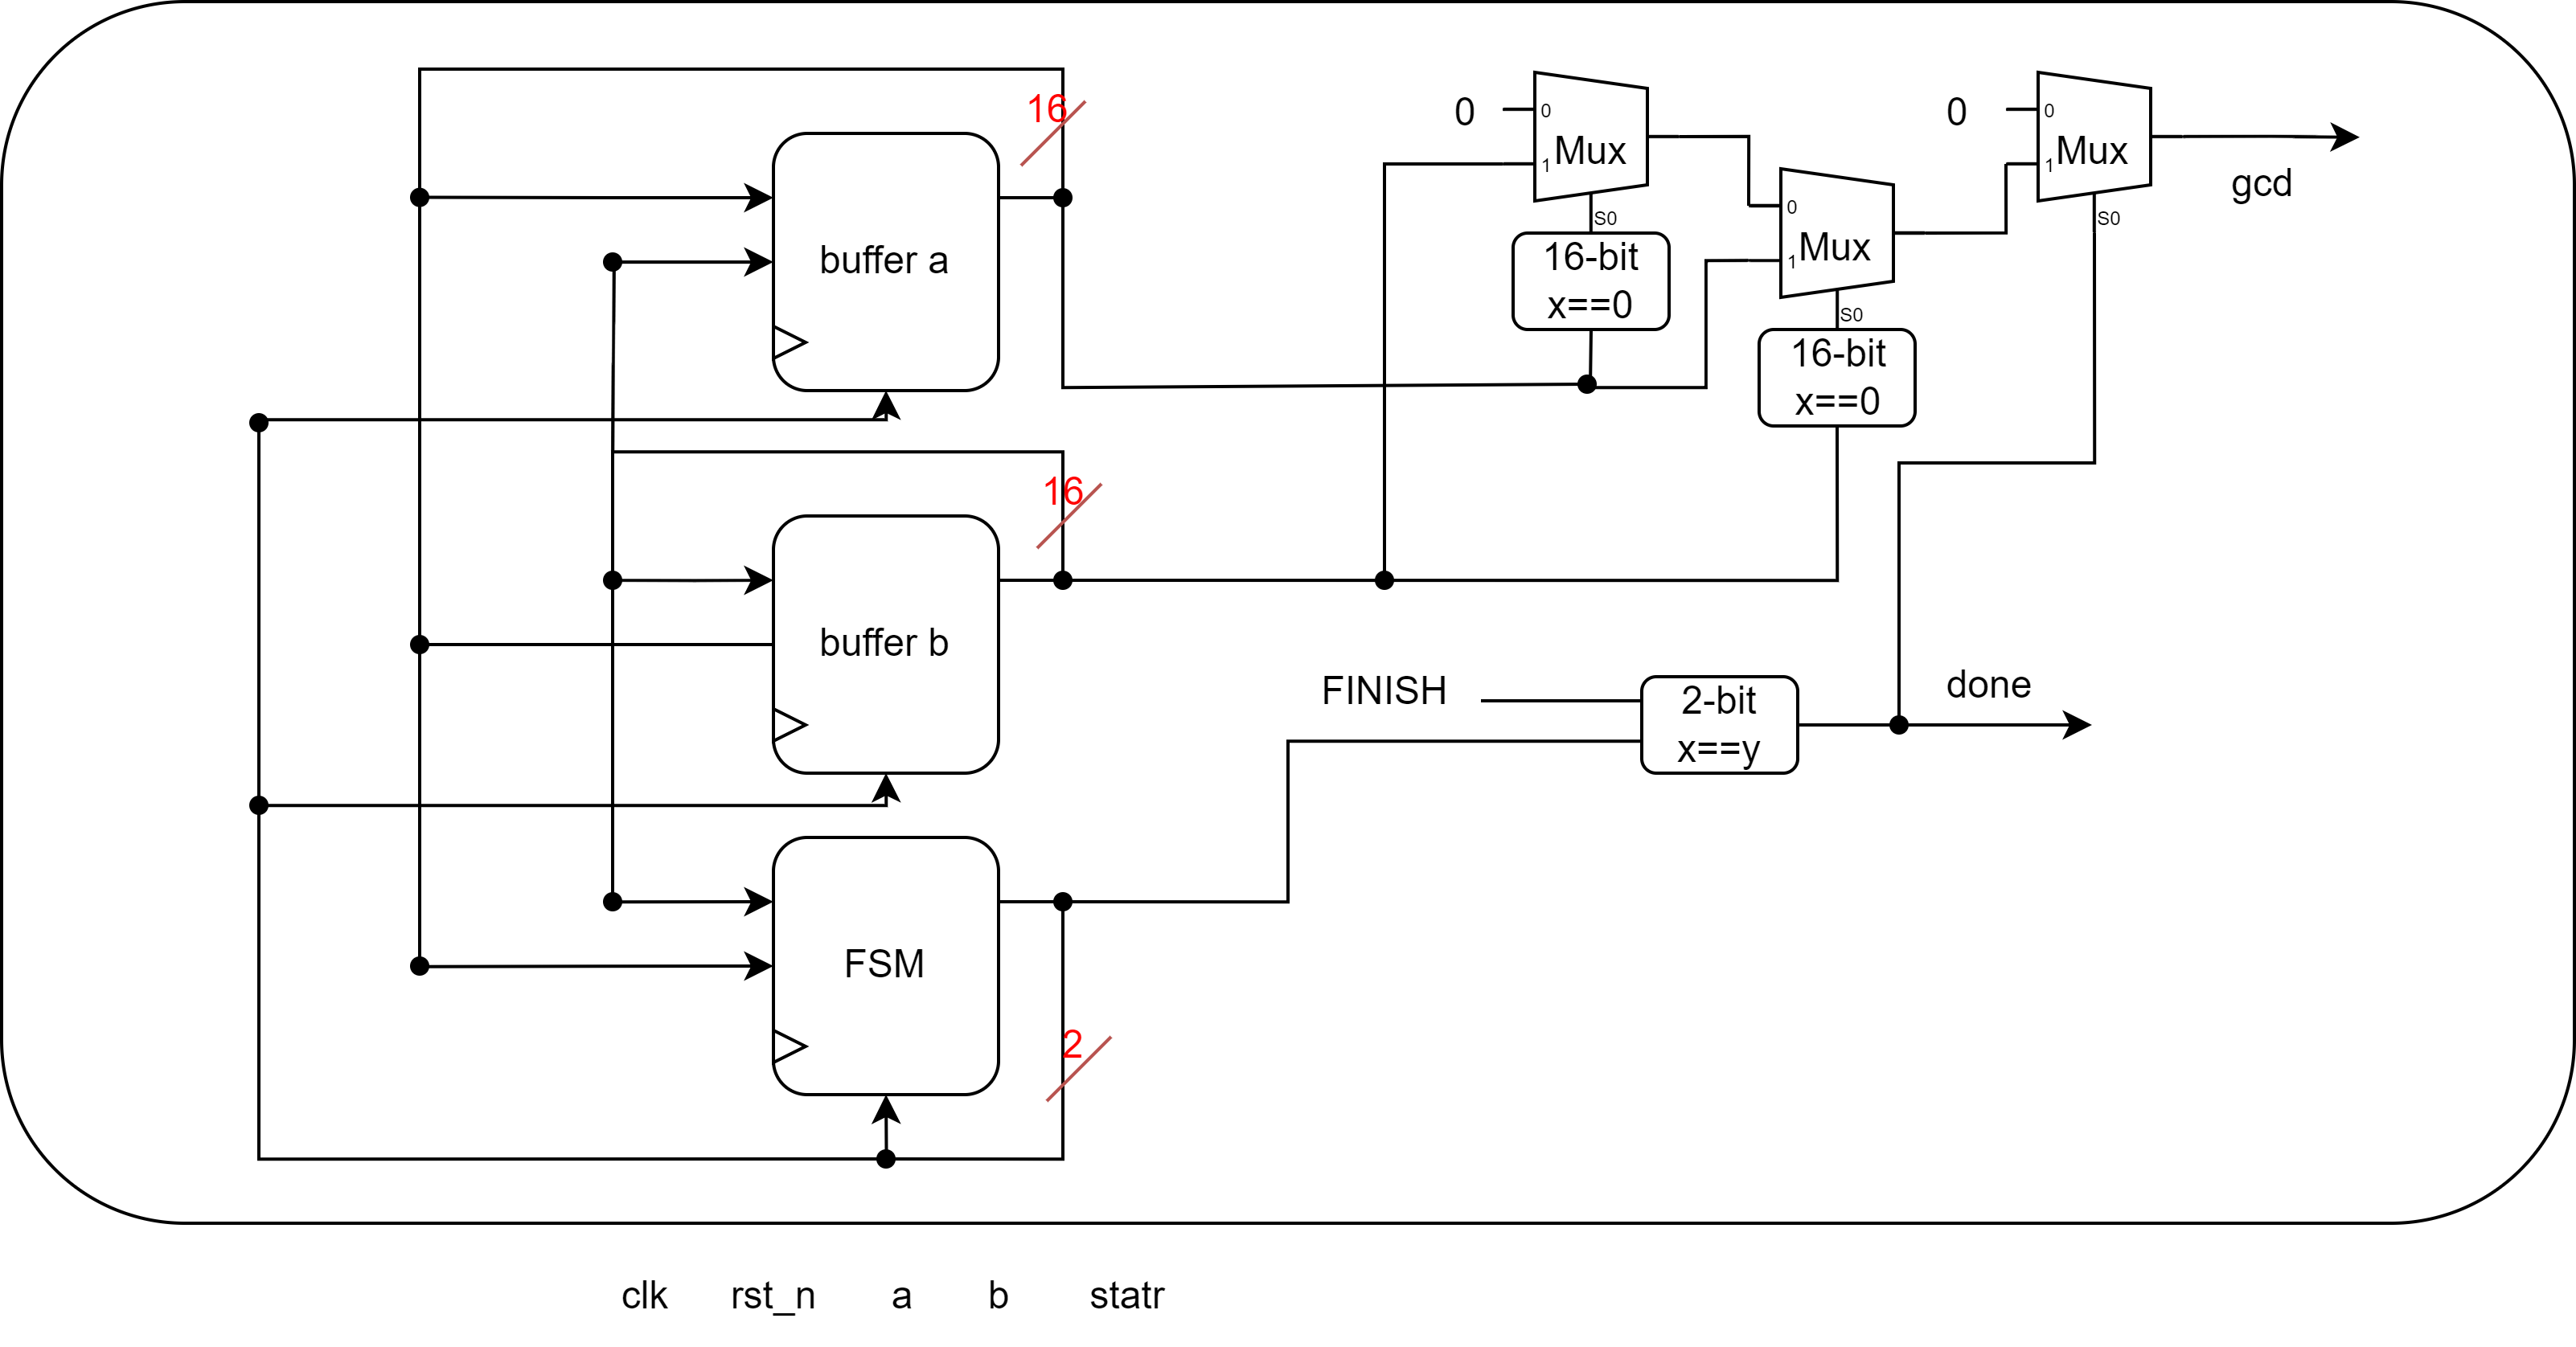 16
0
0
Mux
1
S0
0
0
Mux
1
S0
gcd
0
Mux
1
S0
buffer a
16-bit
x==0
16-bit
x==0
16
buffer b
FINISH
2-bit
x==y
done
FSM
2
clk rst_n a b statr